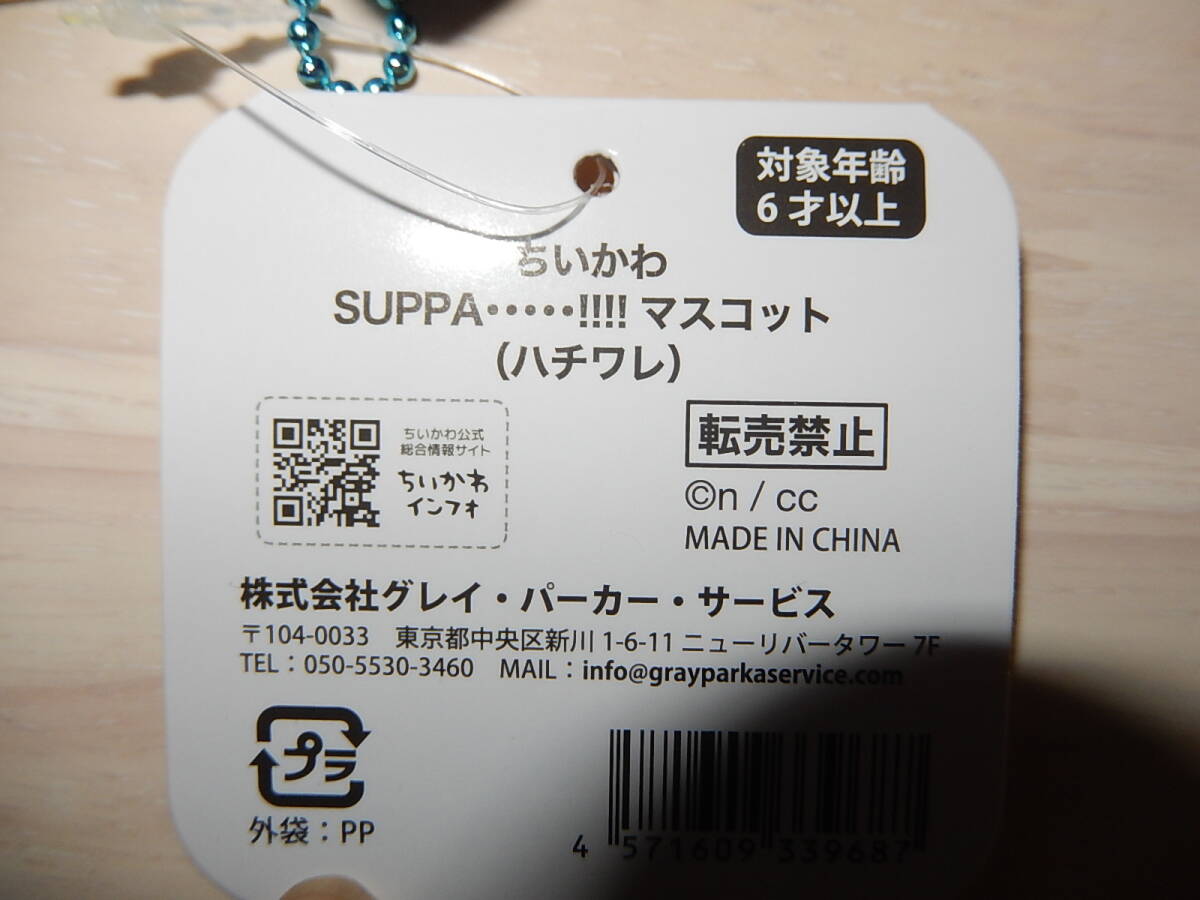 対象年齢
6才以上
ちいかわ
SUPPA・・・・・!!!! マスコット
(ハチワレ)
ちいかわ公式
総合情報サイト
ちいかわ
インフォ
転売禁止
©n / cc
MADE IN CHINA
株式会社グレイ・パーカー・サービス
〒104-0033 東京都中央区新川 1-6-11 ニューリバータワー 7F
TEL：050-5530-3460 MAIL：info@grayparkaservice.com
プラ
外袋：PP
4 571609 339687